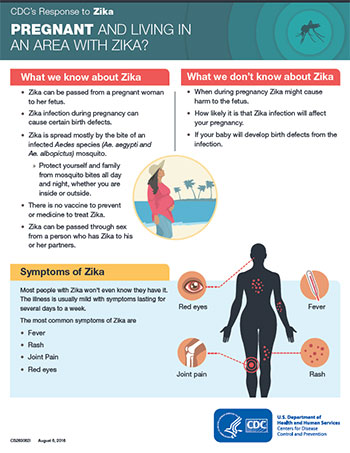 CDC's Response to Zika
PREGNANT AND LIVING IN
AN AREA WITH ZIKA?
What we know about Zika
• Zika can be passed from a pregnant woman
to her fetus.
• Zika infection during pregnancy can
cause certain birth defects.
• Zika is spread mostly by the bite of an
infected Aedes species (Ae. aegypti and
Ae. albopictus) mosquito.
» Protect yourself and family
from mosquito bites all day
and night, whether you are
inside or outside.
• There is no vaccine to prevent
or medicine to treat Zika.
• Zika can be passed through sex
from a person who has Zika to his
or her partners.
What we don't know about Zika
• When during pregnancy Zika might cause
harm to the fetus.
• How likely it is that Zika infection will affect
your pregnancy.
• If your baby will develop birth defects from the
infection.
Symptoms of Zika
Most people with Zika won't even know they have it.
The illness is usually mild with symptoms lasting for
several days to a week.
The most common symptoms of Zika are
• Fever
• Rash
• Joint Pain
• Red eyes
Red eyes
Fever
Joint pain
Rash
CDC
U.S. Department of
Health and Human Services
Centers for Disease
Control and Prevention
August 8, 2016